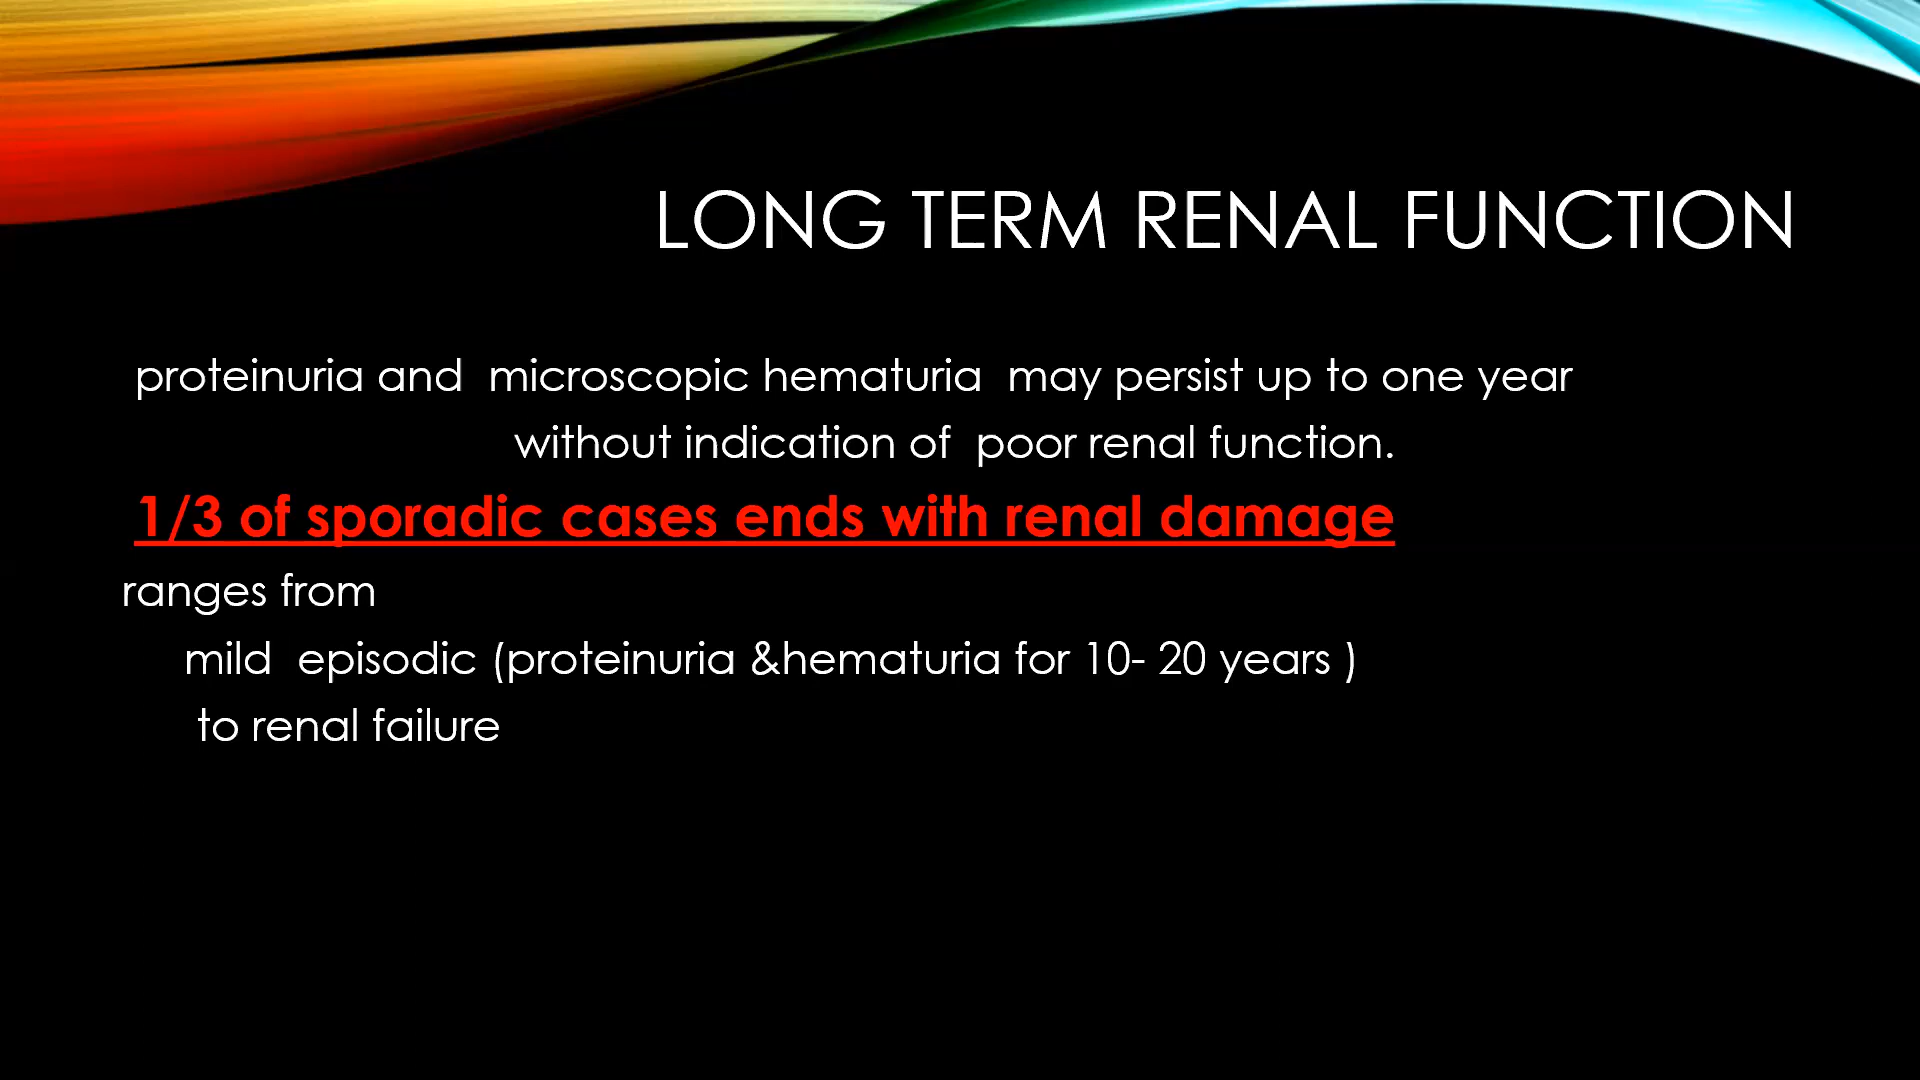 LONG TERM RENAL FUNCTION
proteinuria and microscopic hematuria may persist up to one year
without indication of poor renal function.
1/3 of sporadic cases ends with renal damage
ranges from
mild episodic (proteinuria &hematuria for 10- 20 years )
to renal failure